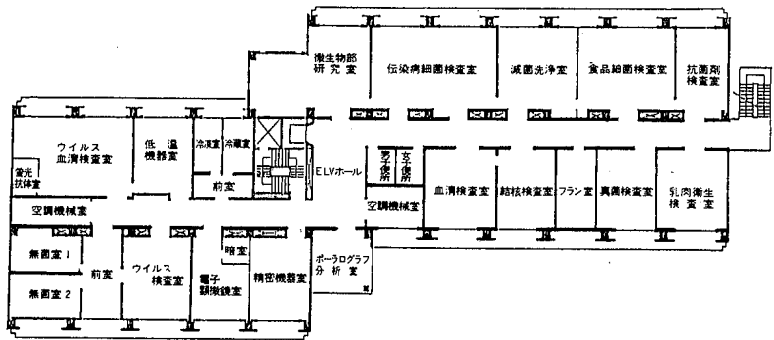 微生物部
研究室
伝染病細菌検査室
滅菌洗浄室
食品細菌検査室
抗菌剤
検査室
ウイルス
血清検査室
低温
機器室
冷凍室
冷蔵室
蛍光
抗体室
前室
ELVホール
男子便所
女子便所
空調機械室
血清検査室
結核検査室
フラン室
真菌検査室
乳肉衛生
検査室
空調機械室
無菌室1
無菌室2
前室
ウイルス
検査室
暗室
電子
顕微鏡室
精密機器室
ポーラログラフ
分析室